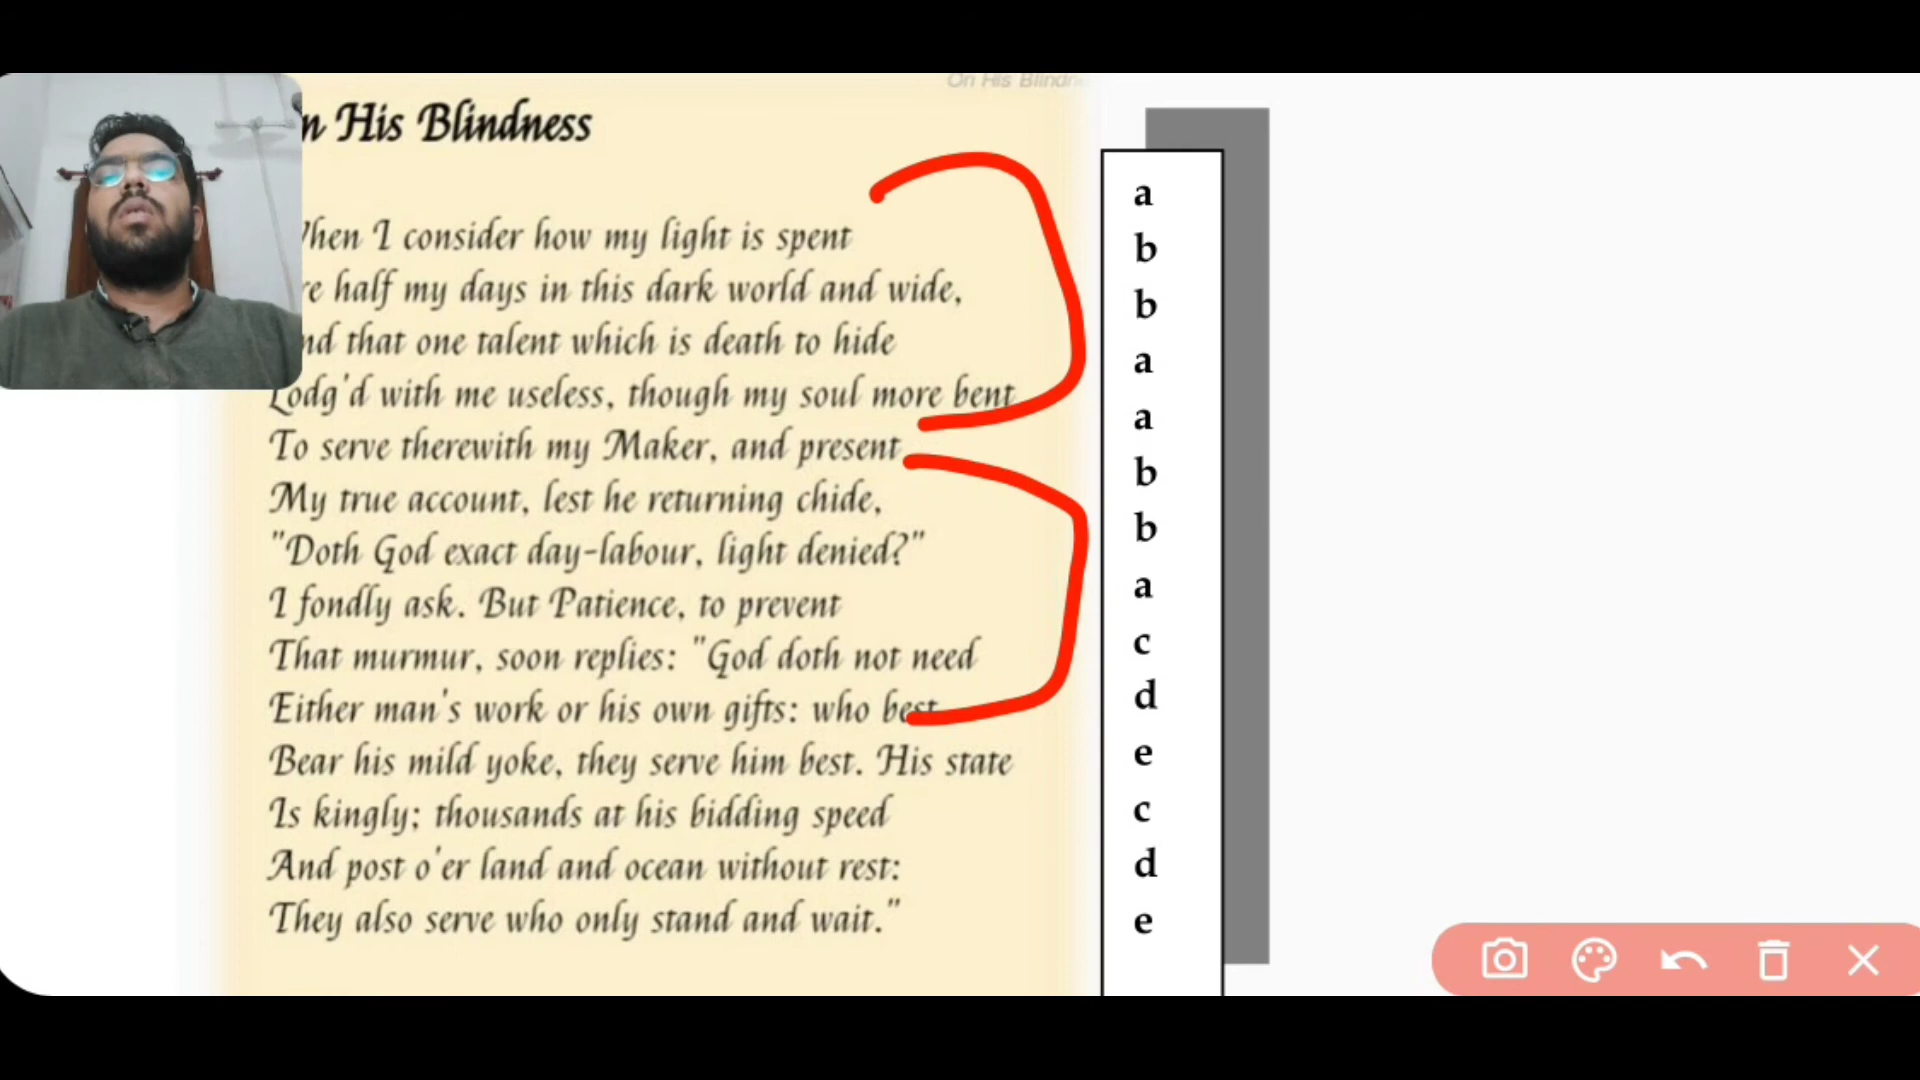 On His Blind
n His Blindness
hen I consider how my light is spent
re half my days in this dark world and wide,
nd that one talent which is death to hide
Lodg'd with me useless, though my soul more bent
To serve therewith my Maker, and present
My true account, lest he returning chide,
"Doth God exact day-labour, light denied?"
I fondly ask. But Patience, to prevent
That murmur, soon replies: "God doth not need
Either man's work or his own gifts: who best
Bear his mild yoke, they serve him best. His state
Is kingly; thousands at his bidding speed
And post o'er land and ocean without rest:
They also serve who only stand and wait."
a
b
b
a
a
b
b
a
c
d
e
c
d
e